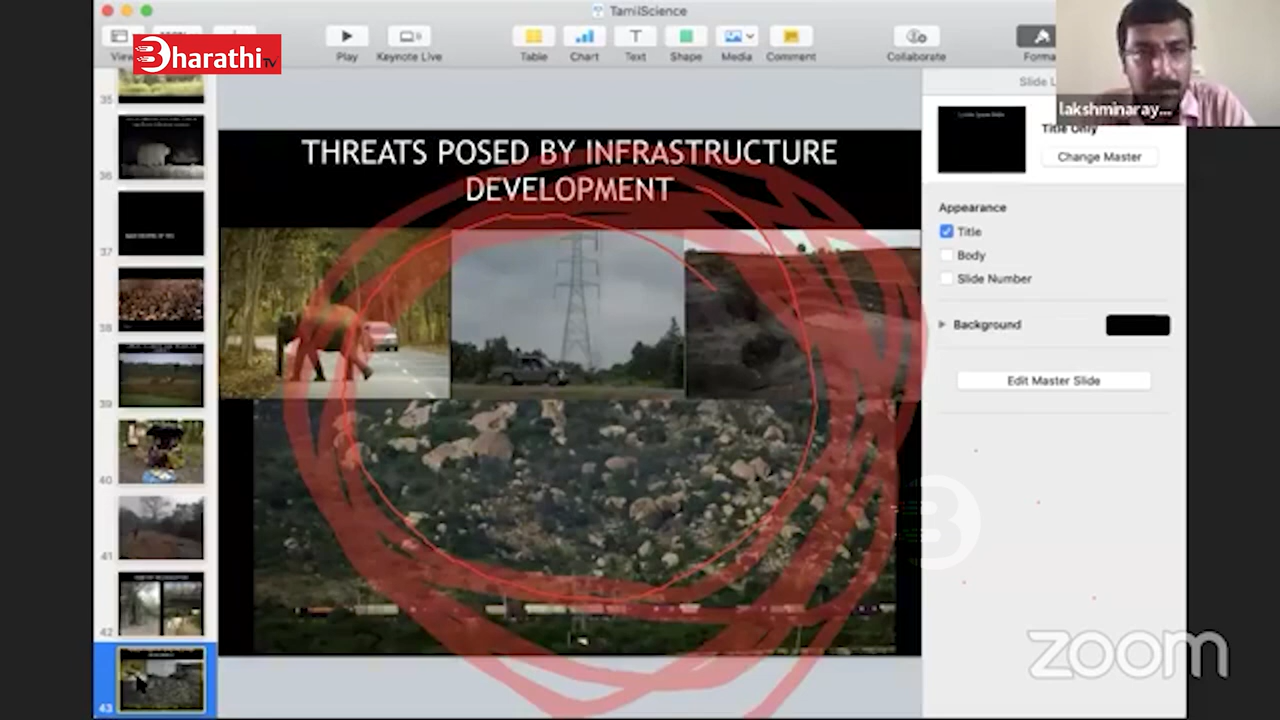 TamilScience
Bharathi TV
View
Play
Keynote Live
Table
Chart
Text
Shape
Media
Comment
Collaborate
Forma
Slide L
lakshminaray...
Title Only
Change Master
THREATS POSED BY INFRASTRUCTURE
DEVELOPMENT
Appearance
Title
Body
Slide Number
Background
Edit Master Slide
35
36
37
38
39
40
41
42
43
zoom